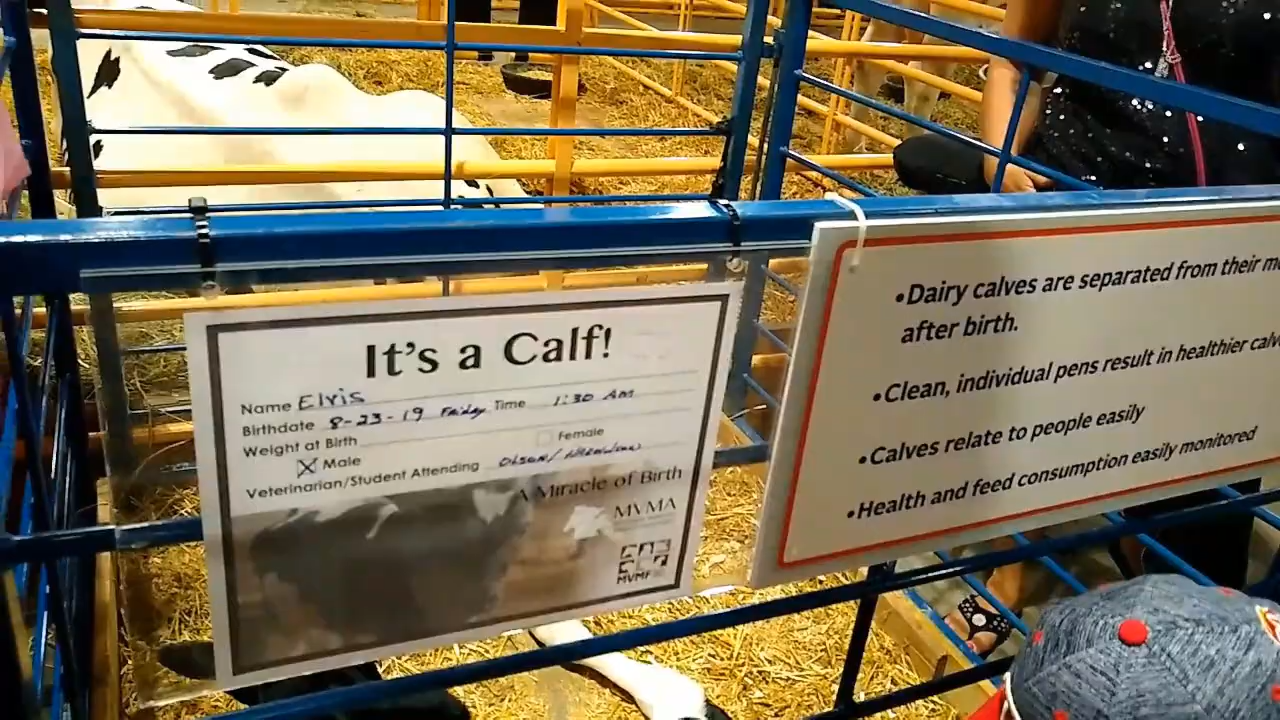 It's a Calf!
Name Elvis
Birthdate 8-23-19 Friday Time 1:30 AM
Weight at Birth
Male Female
Veterinarian/Student Attending Olson/
A Miracle of Birth
MVMA
MVMF
•Dairy calves are separated from their
after birth.
•Clean, individual pens result in healthier
•Calves relate to people easily
•Health and feed consumption easily monitored